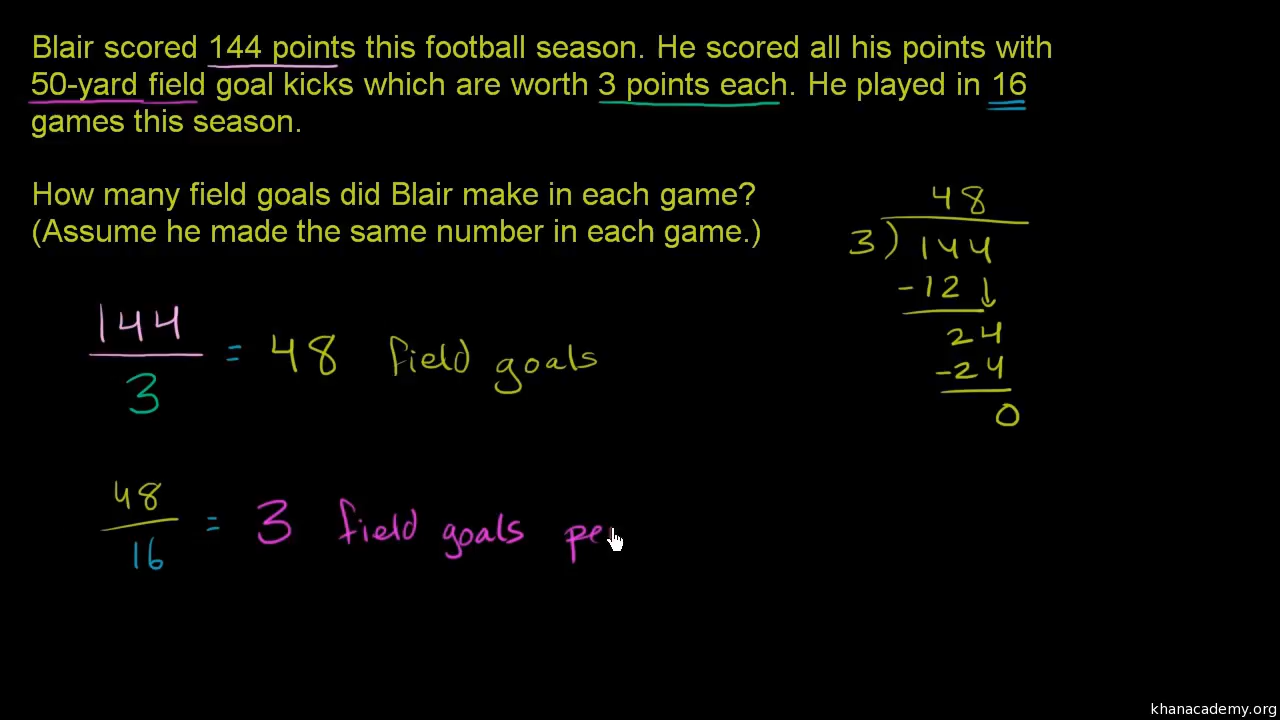 Blair scored 144 points this football season. He scored all his points with
50-yard field goal kicks which are worth 3 points each. He played in 16
games this season.
How many field goals did Blair make in each game?
(Assume he made the same number in each game.)
48
3 ) 144
-12
24
-24
0
144
3
= 48 field goals
48
16
= 3 field goals pe
khanacademy.org